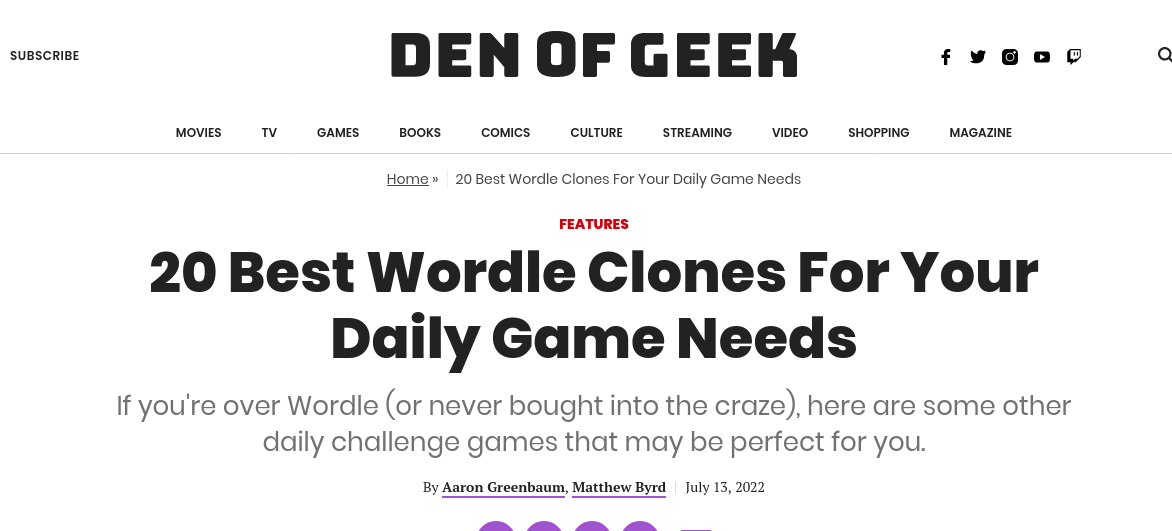 SUBSCRIBE
DEN OF GEEK
MOVIES TV GAMES BOOKS COMICS CULTURE STREAMING VIDEO SHOPPING MAGAZINE
Home » 20 Best Wordle Clones For Your Daily Game Needs
FEATURES
20 Best Wordle Clones For Your
Daily Game Needs
If you're over Wordle (or never bought into the craze), here are some other
daily challenge games that may be perfect for you.
By Aaron Greenbaum, Matthew Byrd July 13, 2022